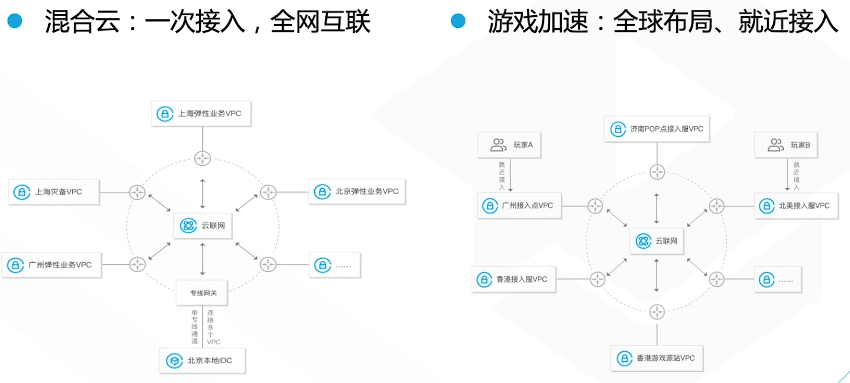 混合云：一次接入，全网互联
上海弹性业务VPC
上海灾备VPC
北京弹性业务VPC
云联网
广州弹性业务VPC
......
专线网关
单专线通道
连接多个VPC
北京本地IDC
游戏加速：全球布局、就近接入
济南POP点接入服VPC
玩家A
玩家B
就近接入
就近接入
广州接入点VPC
北美接入服VPC
云联网
香港接入服VPC
......
香港游戏源站VPC